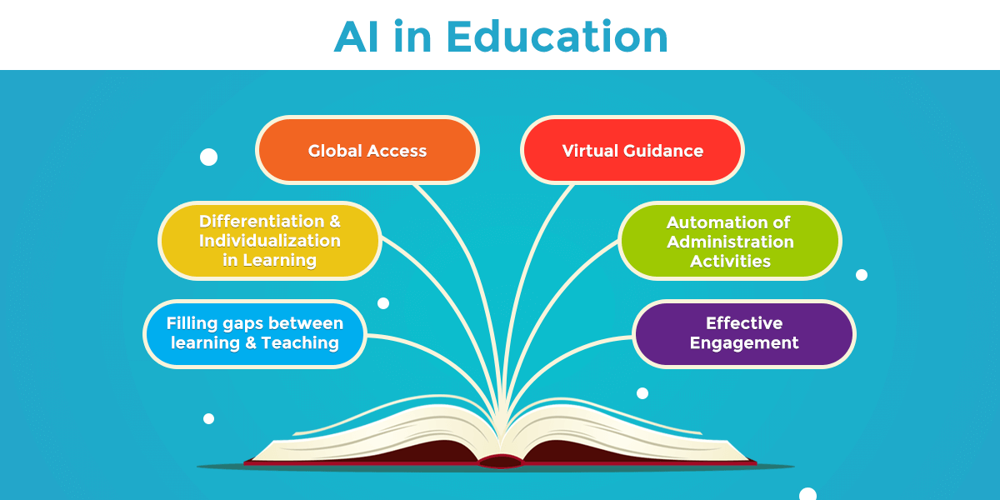 AI in Education
Global Access
Virtual Guidance
Differentiation &
Individualization
in Learning
Automation of
Administration
Activities
Filling gaps between
learning & Teaching
Effective
Engagement